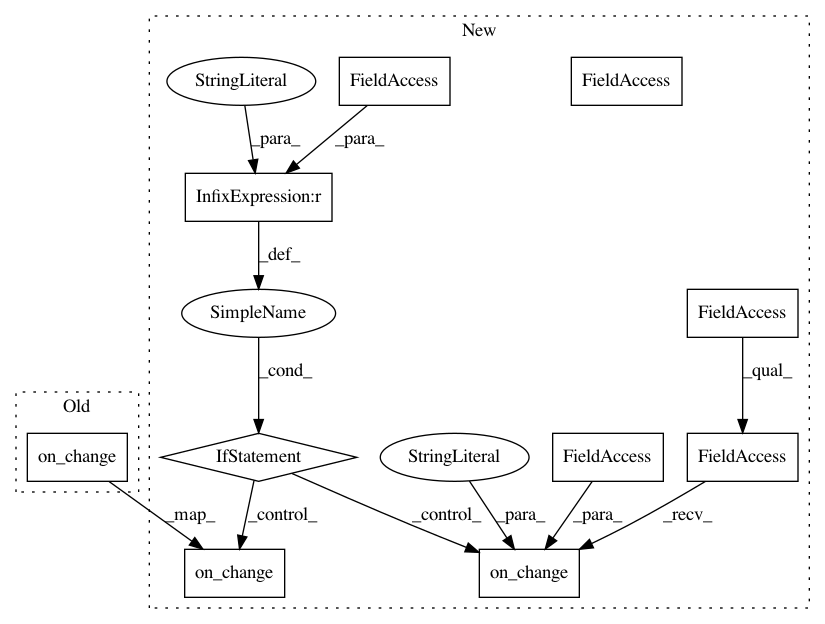 New
StringLiteral
FieldAccess
FieldAccess
_para_
_para_
InfixExpression:r
_def_
SimpleName
FieldAccess
_cond_
_qual_
Old
on_change
IfStatement
StringLiteral
FieldAccess
FieldAccess
_map_
_control_
_control_
_para_
_para_
_recv_
on_change
on_change